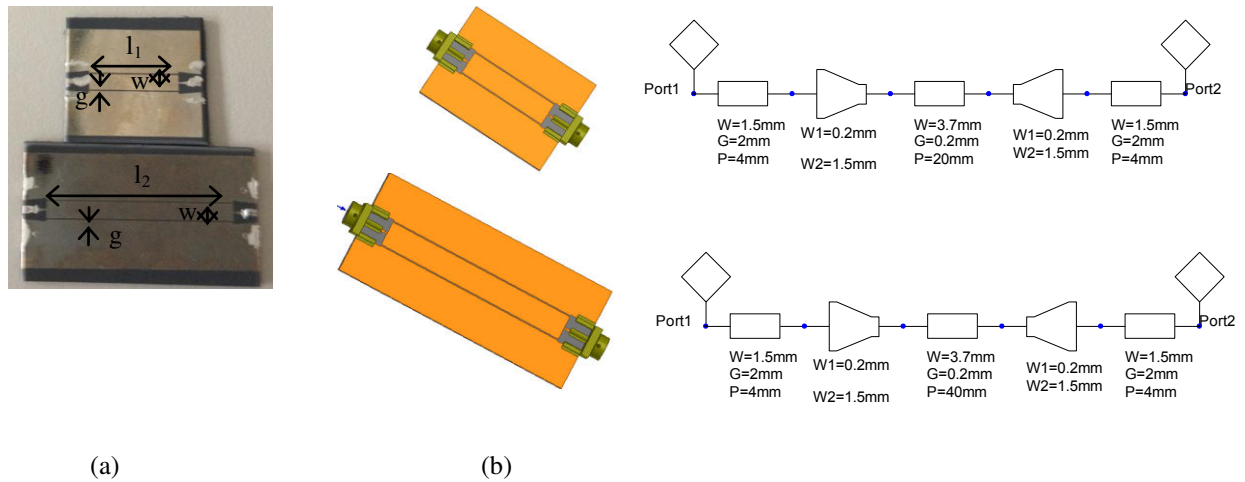 l1
w
g
l2
w
g
Port1
Port2
W=1.5mm
G=2mm
P=4mm
W1=0.2mm
W2=1.5mm
W=3.7mm
G=0.2mm
P=20mm
W1=0.2mm
W2=1.5mm
W=1.5mm
G=2mm
P=4mm
Port1
Port2
W=1.5mm
G=2mm
P=4mm
W1=0.2mm
W2=1.5mm
W=3.7mm
G=0.2mm
P=40mm
W1=0.2mm
W2=1.5mm
W=1.5mm
G=2mm
P=4mm
(a)
(b)